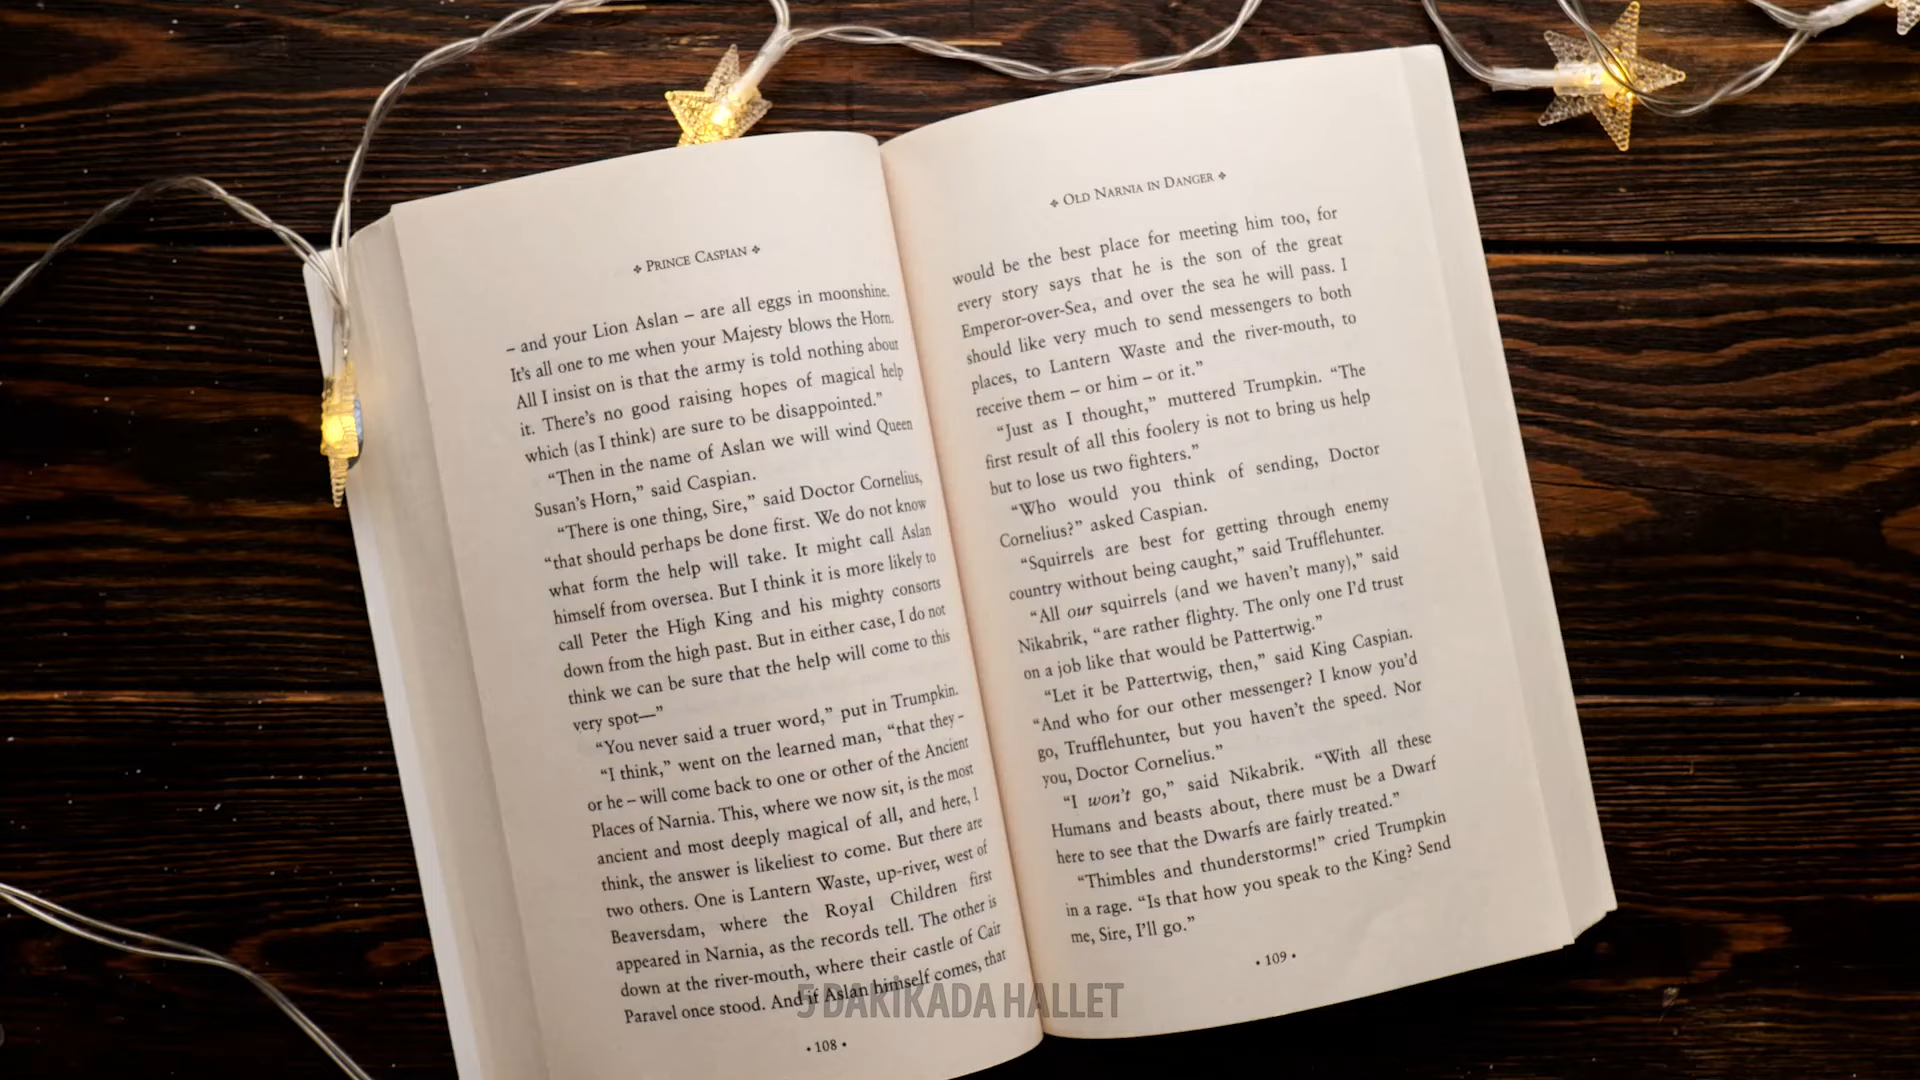 ❖ PRINCE CASPIAN ❖
– and your Lion Aslan – are all eggs in moonshine.
It's all one to me when your Majesty blows the Horn.
All I insist on is that the army is told nothing about
it. There's no good raising hopes of magical help
which (as I think) are sure to be disappointed.”
“Then in the name of Aslan we will wind Queen
Susan's Horn,” said Caspian.
“There is one thing, Sire,” said Doctor Cornelius,
“that should perhaps be done first. We do not know
what form the help will take. It might call Aslan
himself from oversea. But I think it is more likely to
call Peter the High King and his mighty consorts
down from the high past. But in either case, I do not
think we can be sure that the help will come to this
very spot—”
“You never said a truer word,” put in Trumpkin.
“I think,” went on the learned man, “that they –
or he – will come back to one or other of the Ancient
Places of Narnia. This, where we now sit, is the most
ancient and most deeply magical of all, and here, I
think, the answer is likeliest to come. But there are
two others. One is Lantern Waste, up-river, west of
Beaversdam, where the Royal Children first
appeared in Narnia, as the records tell. The other is
down at the river-mouth, where their castle of Cair
Paravel once stood. And if Aslan himself comes, that
• 108 •
❖ OLD NARNIA IN DANGER ❖
would be the best place for meeting him too, for
every story says that he is the son of the great
Emperor-over-Sea, and over the sea he will pass. I
should like very much to send messengers to both
places, to Lantern Waste and the river-mouth, to
receive them – or him – or it.”
“Just as I thought,” muttered Trumpkin. “The
first result of all this foolery is not to bring us help
but to lose us two fighters.”
“Who would you think of sending, Doctor
Cornelius?” asked Caspian.
“Squirrels are best for getting through enemy
country without being caught,” said Trufflehunter.
“All our squirrels (and we haven't many),” said
Nikabrik, “are rather flighty. The only one I'd trust
on a job like that would be Pattertwig.”
“Let it be Pattertwig, then,” said King Caspian.
“And who for our other messenger? I know you'd
go, Trufflehunter, but you haven't the speed. Nor
you, Doctor Cornelius.”
“I won't go,” said Nikabrik. “With all these
Humans and beasts about, there must be a Dwarf
here to see that the Dwarfs are fairly treated.”
“Thimbles and thunderstorms!” cried Trumpkin
in a rage. “Is that how you speak to the King? Send
me, Sire, I'll go.”
• 109 •
5 DAKİKADA HALLET